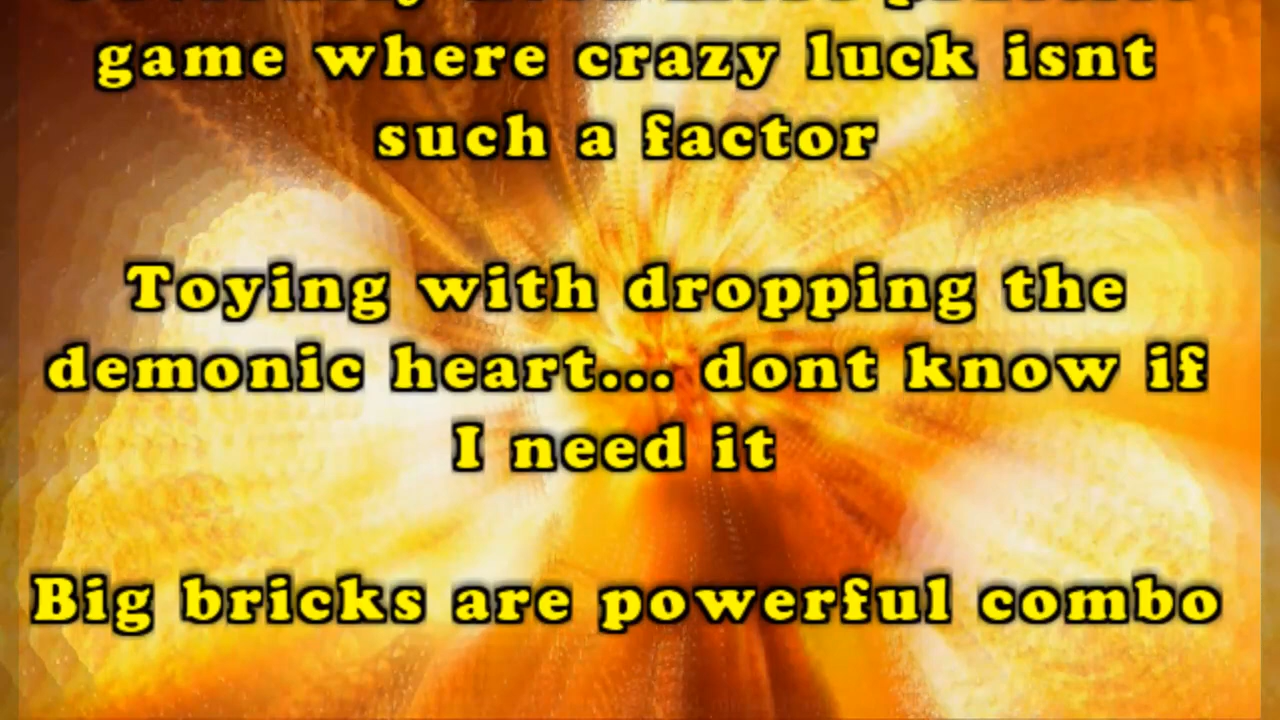 game where crazy luck isnt
such a factor
Toying with dropping the
demonic heart... dont know if
I need it
Big bricks are powerful combo